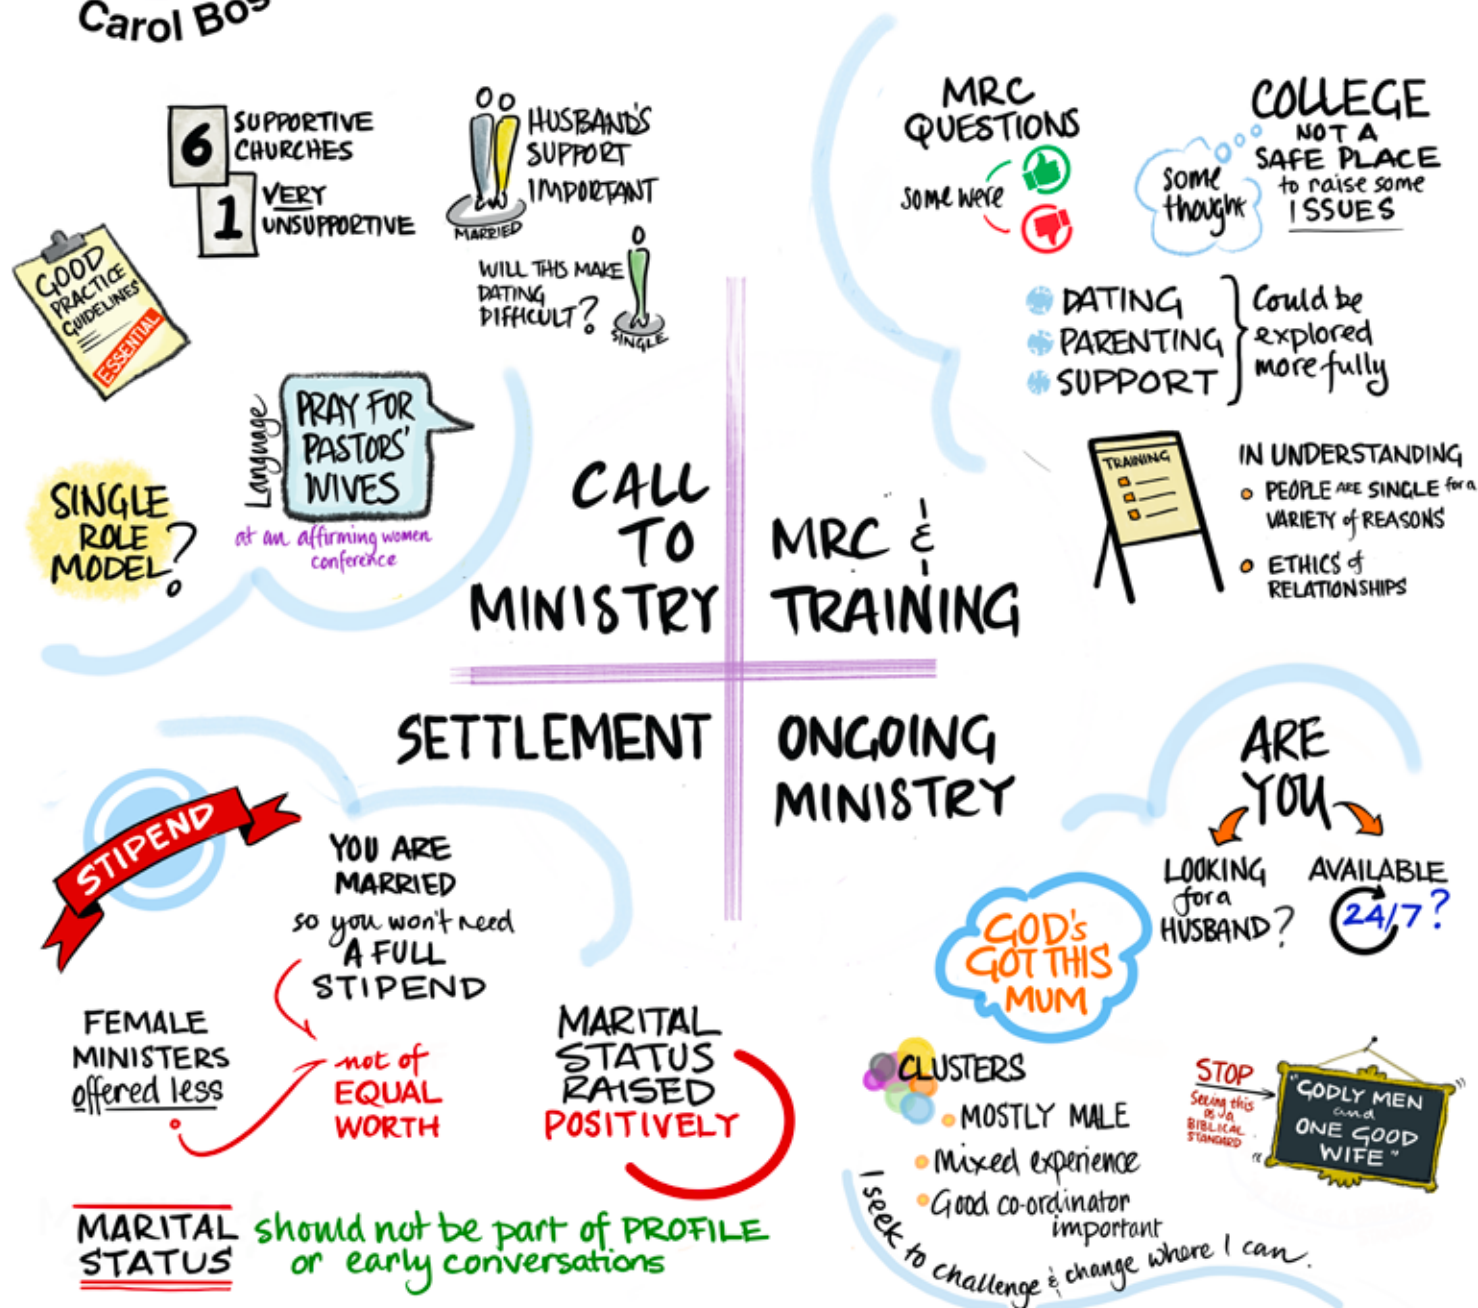 Carol Bos
6 SUPPORTIVE
CHURCHES
1 VERY
UNSUPPORTIVE
HUSBAND'S
SUPPORT
IMPORTANT
MARRIED
WILL THIS MAKE
DATING
DIFFICULT?
SINGLE
GOOD
PRACTICE
GUIDELINES
ESSENTIAL
Language
PRAY FOR
PASTORS'
WIVES
at an affirming women
conference
SINGLE
ROLE
MODEL?
CALL
TO
MINISTRY
MRC
QUESTIONS
some were
COLLEGE
NOT A
SAFE PLACE
to raise some
ISSUES
some
thought
DATING
PARENTING
SUPPORT
Could be
explored
more fully
TRAINING
IN UNDERSTANDING
PEOPLE ARE SINGLE for a
VARIETY of REASONS
ETHICS of
RELATIONSHIPS
MRC &
TRAINING
SETTLEMENT
STIPEND
YOU ARE
MARRIED
so you won't need
A FULL
STIPEND
FEMALE
MINISTERS
offered less
not of
EQUAL
WORTH
MARITAL
STATUS
RAISED
POSITIVELY
MARITAL
STATUS
should not be part of PROFILE
or early conversations
ONGOING
MINISTRY
ARE
YOU
LOOKING
for a
HUSBAND?
AVAILABLE
24/7?
GOD'S
GOT THIS
MUM
CLUSTERS
MOSTLY MALE
Mixed experience
Good co-ordinator
important
STOP
Seeing this
as a
BIBLICAL
STANDARD
"GODLY MEN
and
ONE GOOD
WIFE"
I seek to challenge & change where I can.